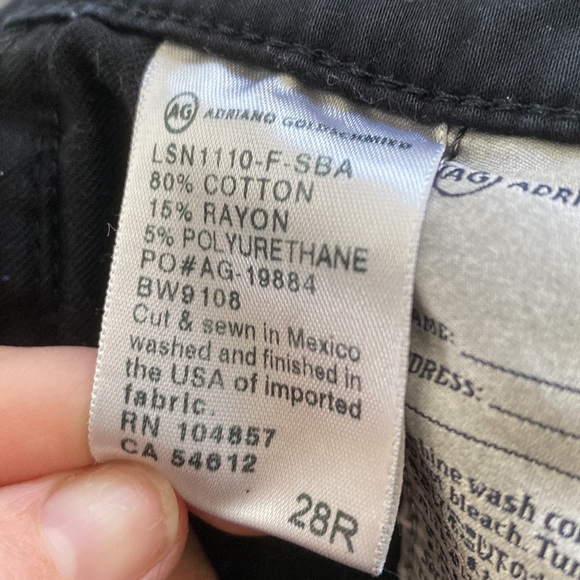 AG ADRIANO GOLDSCHMIED
LSN1110-F-SBA
80% COTTON
15% RAYON
5% POLYURETHANE
PO#AG-19884
BW9108
Cut & sewn in Mexico
washed and finished in
the USA of imported
fabric.
RN 104857
CA 54612
28R
AG ADRI
AME:
DRESS:
hine wash co
bleach. Tu